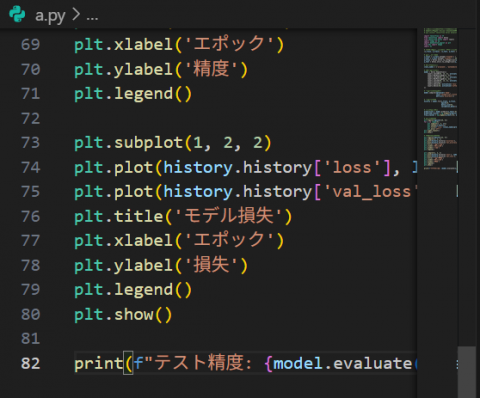 a.py > ...
69 plt.xlabel('エポック')
70 plt.ylabel('精度')
71 plt.legend()
72
73 plt.subplot(1, 2, 2)
74 plt.plot(history.history['loss'], l
75 plt.plot(history.history['val_loss'
76 plt.title('モデル損失')
77 plt.xlabel('エポック')
78 plt.ylabel('損失')
79 plt.legend()
80 plt.show()
81
82 print(f"テスト精度: {model.evaluate(